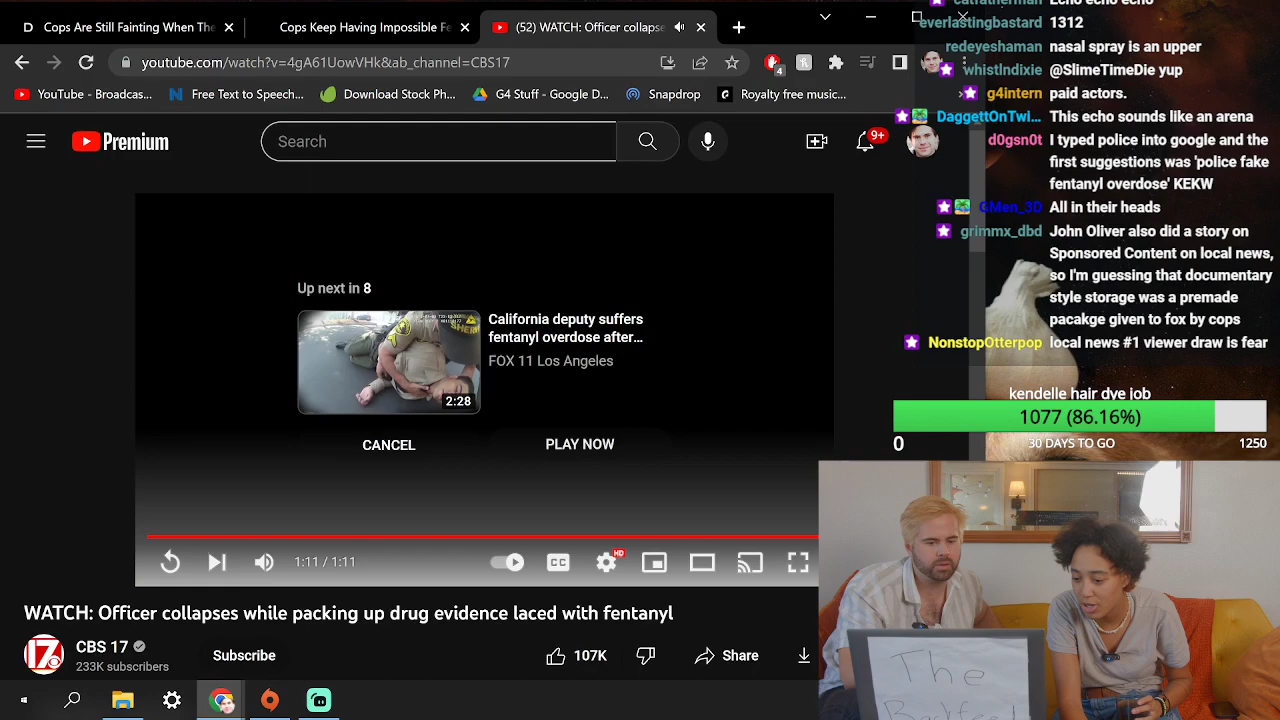 D Cops Are Still Fainting When The
Cops Keep Having Impossible Fe
(52) WATCH: Officer collapse
youtube.com/watch?v=4gA61UowVHk&ab_channel=CBS17
4
YouTube - Broadcas...
Free Text to Speech...
Download Stock Ph...
G4 Stuff - Google D...
Snapdrop
Royalty free music...
Premium
Search
9+
Up next in 8
California deputy suffers
fentanyl overdose after...
FOX 11 Los Angeles
2:28
CANCEL
PLAY NOW
1:11 / 1:11
CC
HD
WATCH: Officer collapses while packing up drug evidence laced with fentanyl
17
CBS 17
233K subscribers
Subscribe
107K
Share
everlastingbastard 1312
redeyeshaman nasal spray is an upper
whistlndixie @SlimeTimeDie yup
g4intern paid actors.
DaggettOnTwi... This echo sounds like an arena
d0gsn0t I typed police into google and the
first suggestions was 'police fake
fentanyl overdose' KEKW
GMen_3D All in their heads
grimmx_dbd John Oliver also did a story on
Sponsored Content on local news,
so I'm guessing that documentary
style storage was a premade
pacakge given to fox by cops
NonstopOtterpop local news #1 viewer draw is fear
kendelle hair dye job
1077 (86.16%)
0 30 DAYS TO GO 1250
The
Backfeed